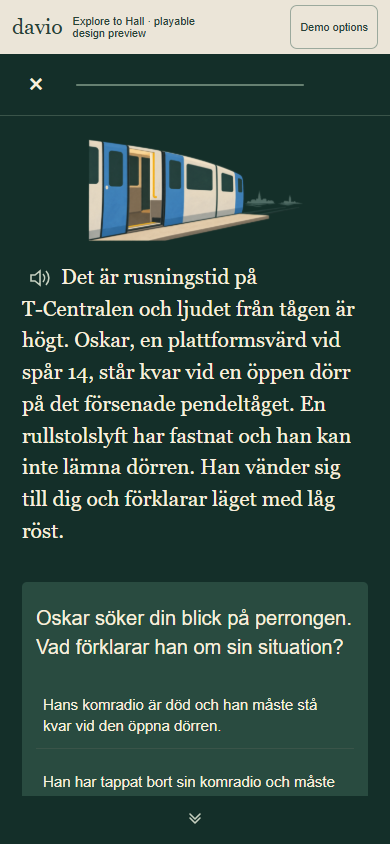 davio
Explore to Hall · playable
design preview
Demo options
Det är rusningstid på
T-Centralen och ljudet från tågen är
högt. Oskar, en plattformsvärd vid
spår 14, står kvar vid en öppen dörr
på det försenade pendeltåget. En
rullstolslyft har fastnat och han kan
inte lämna dörren. Han vänder sig
till dig och förklarar läget med låg
röst.
Oskar söker din blick på perrongen.
Vad förklarar han om sin situation?
Hans komradio är död och han måste stå
kvar vid den öppna dörren.
Han har tappat bort sin komradio och måste